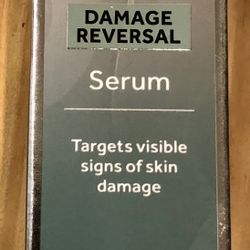 DAMAGE
REVERSAL
Serum
Targets visible
signs of skin
damage